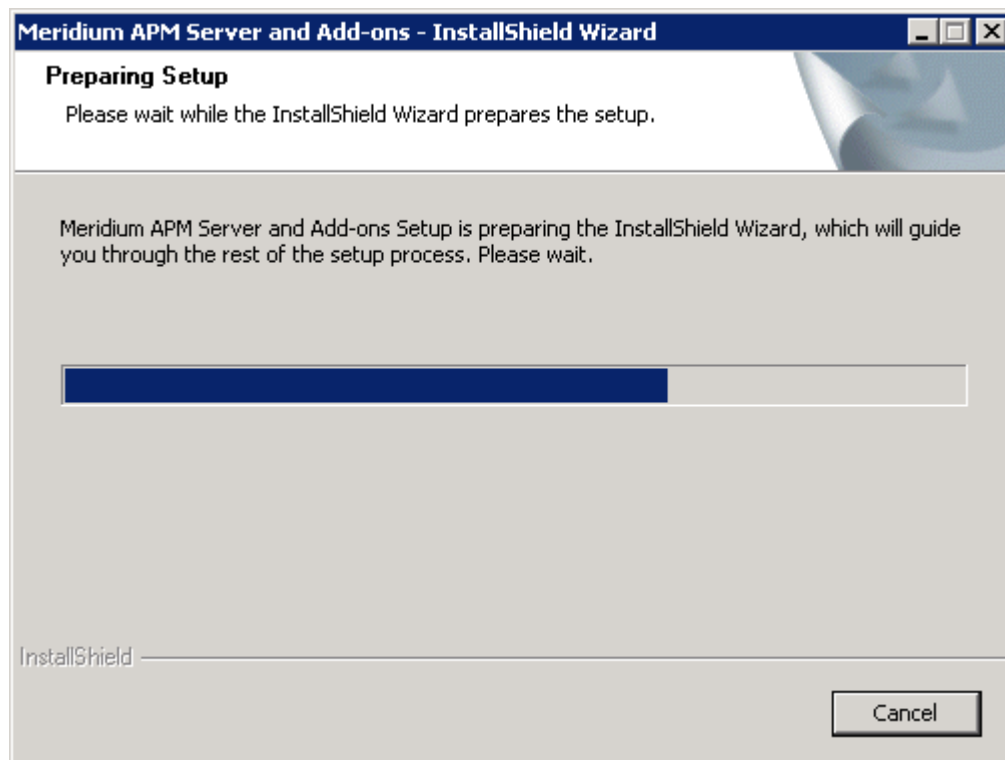 Meridium APM Server and Add-ons - InstallShield Wizard
Preparing Setup
Please wait while the InstallShield Wizard prepares the setup.
Meridium APM Server and Add-ons Setup is preparing the InstallShield Wizard, which will guide
you through the rest of the setup process. Please wait.
InstallShield
Cancel